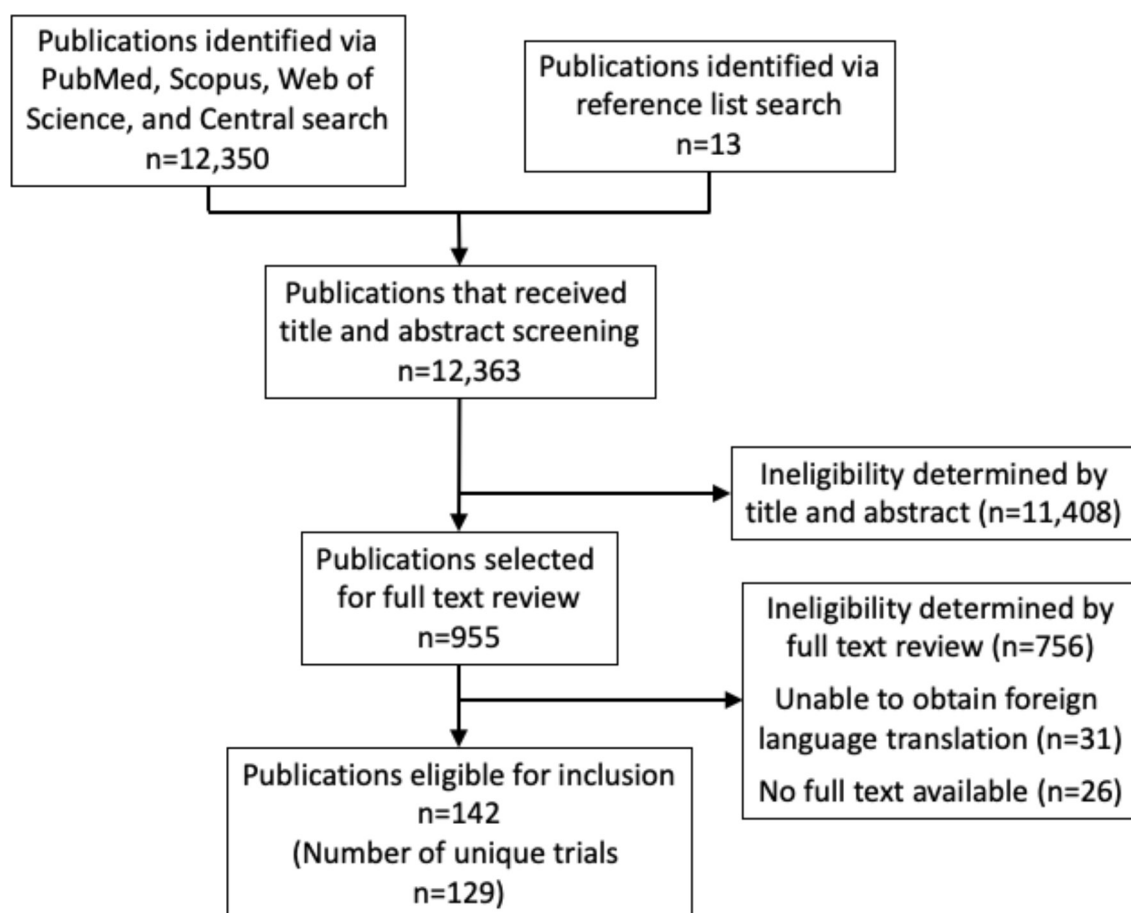 Publications identified via
PubMed, Scopus, Web of
Science, and Central search
n=12,350
Publications identified via
reference list search
n=13
Publications that received
title and abstract screening
n=12,363
Ineligibility determined by
title and abstract (n=11,408)
Publications selected
for full text review
n=955
Ineligibility determined by
full text review (n=756)
Unable to obtain foreign
language translation (n=31)
No full text available (n=26)
Publications eligible for inclusion
n=142
(Number of unique trials
n=129)